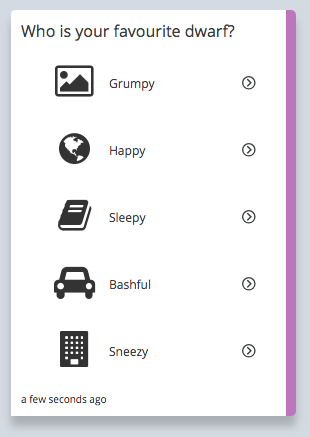 Who is your favourite dwarf?
Grumpy
Happy
Sleepy
Bashful
Sneezy
a few seconds ago